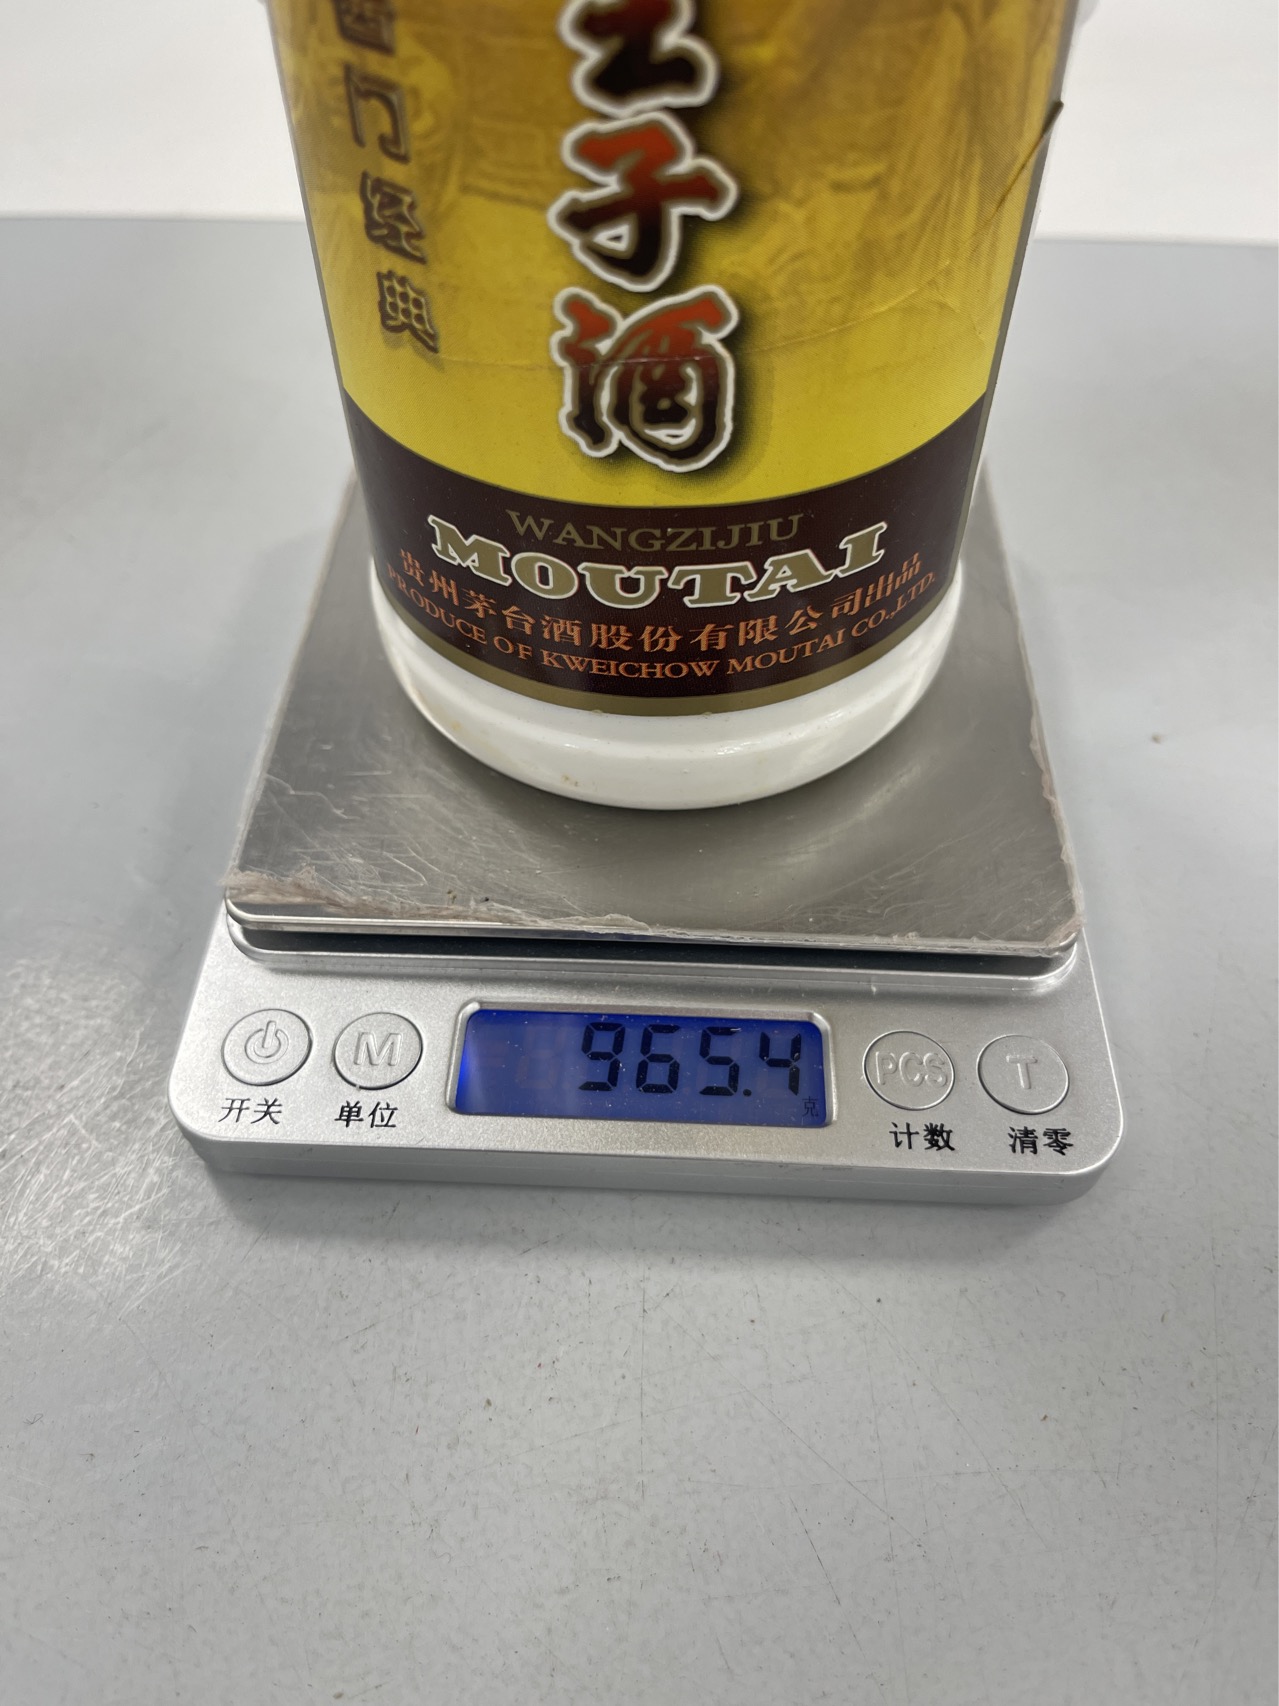 门经典
王子酒
WANGZIJIU
MOUTAI
贵州茅台酒股份有限公司出品
PRODUCE OF KWEICHOW MOUTAI CO.,LTD.
965.4
克
M
PCS
T
开关
单位
计数
清零